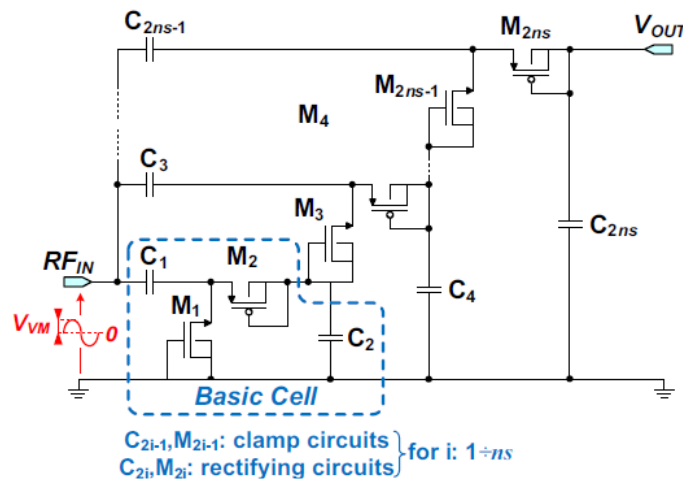 C2ns-1
M2ns
VOUT
M2ns-1
M4
C3
M3
C2ns
C1
M2
RFIN
M1
C4
VVM
0
C2
Basic Cell
C2i-1,M2i-1: clamp circuits
C2i,M2i: rectifying circuits
for i: 1÷ns